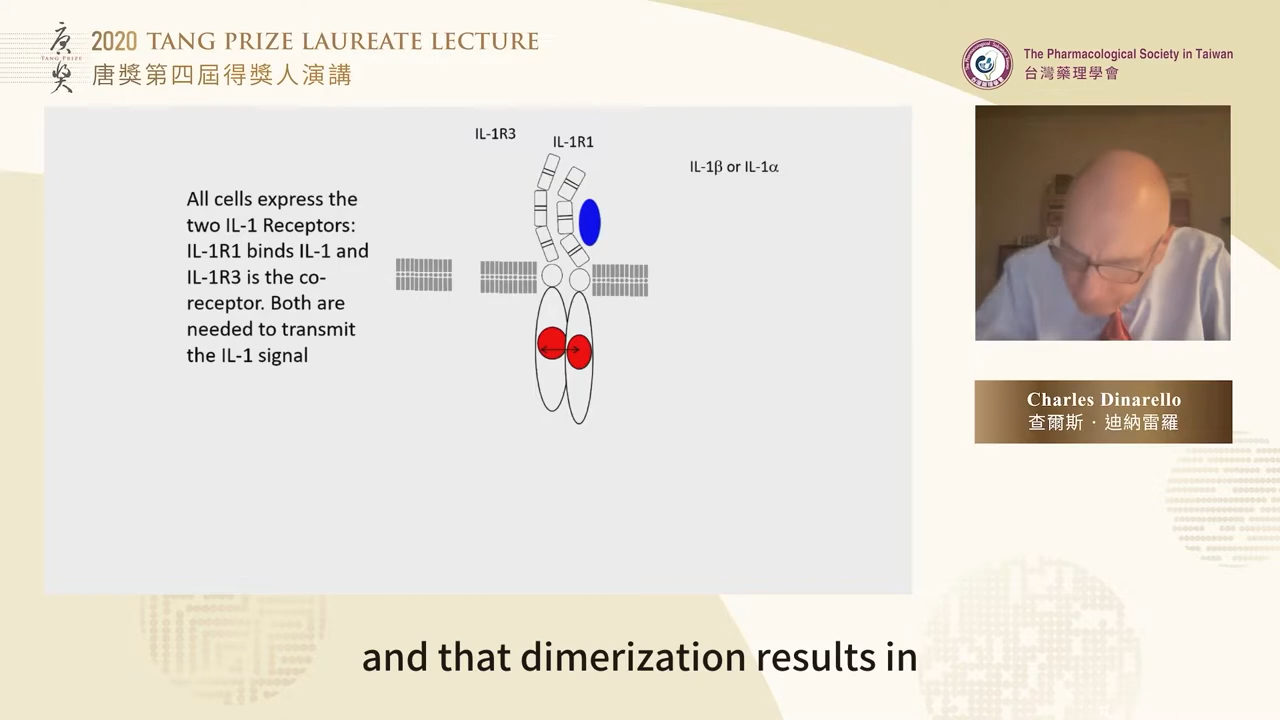 唐獎
TANG PRIZE
2020 TANG PRIZE LAUREATE LECTURE
唐獎第四屆得獎人演講
The Pharmacological Society in Taiwan
台灣藥理學會
IL-1R3
IL-1R1
IL-1β or IL-1α
All cells express the
two IL-1 Receptors:
IL-1R1 binds IL-1 and
IL-1R3 is the co-
receptor. Both are
needed to transmit
the IL-1 signal
Charles Dinarello
查爾斯．迪納雷羅
and that dimerization results in